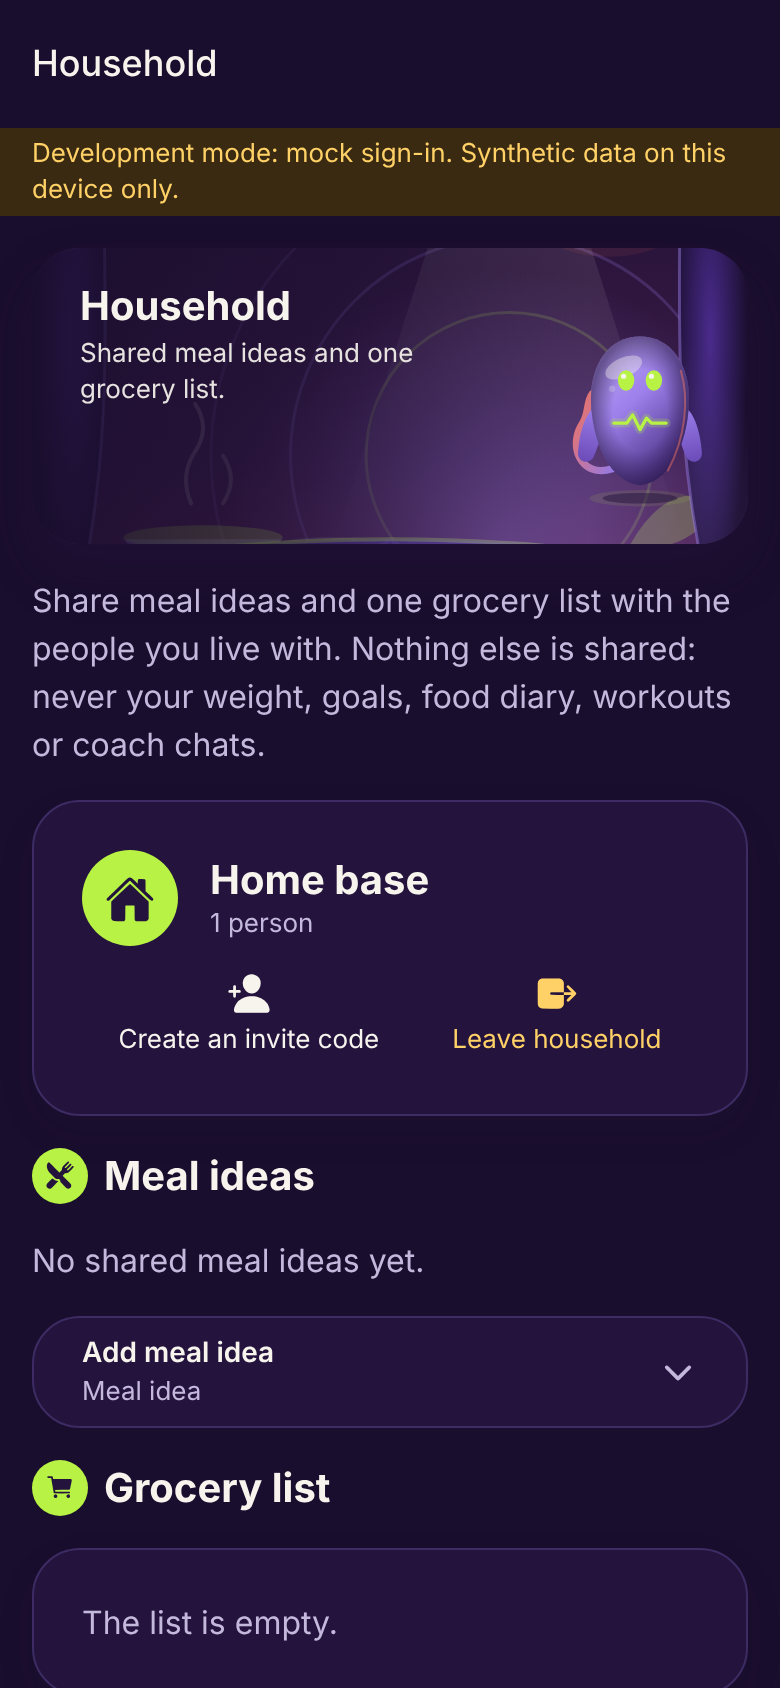 Household
Development mode: mock sign-in. Synthetic data on this
device only.
Household
Shared meal ideas and one
grocery list.
Share meal ideas and one grocery list with the
people you live with. Nothing else is shared:
never your weight, goals, food diary, workouts
or coach chats.
Home base
1 person
Create an invite code
Leave household
Meal ideas
No shared meal ideas yet.
Add meal idea
Meal idea
Grocery list
The list is empty.